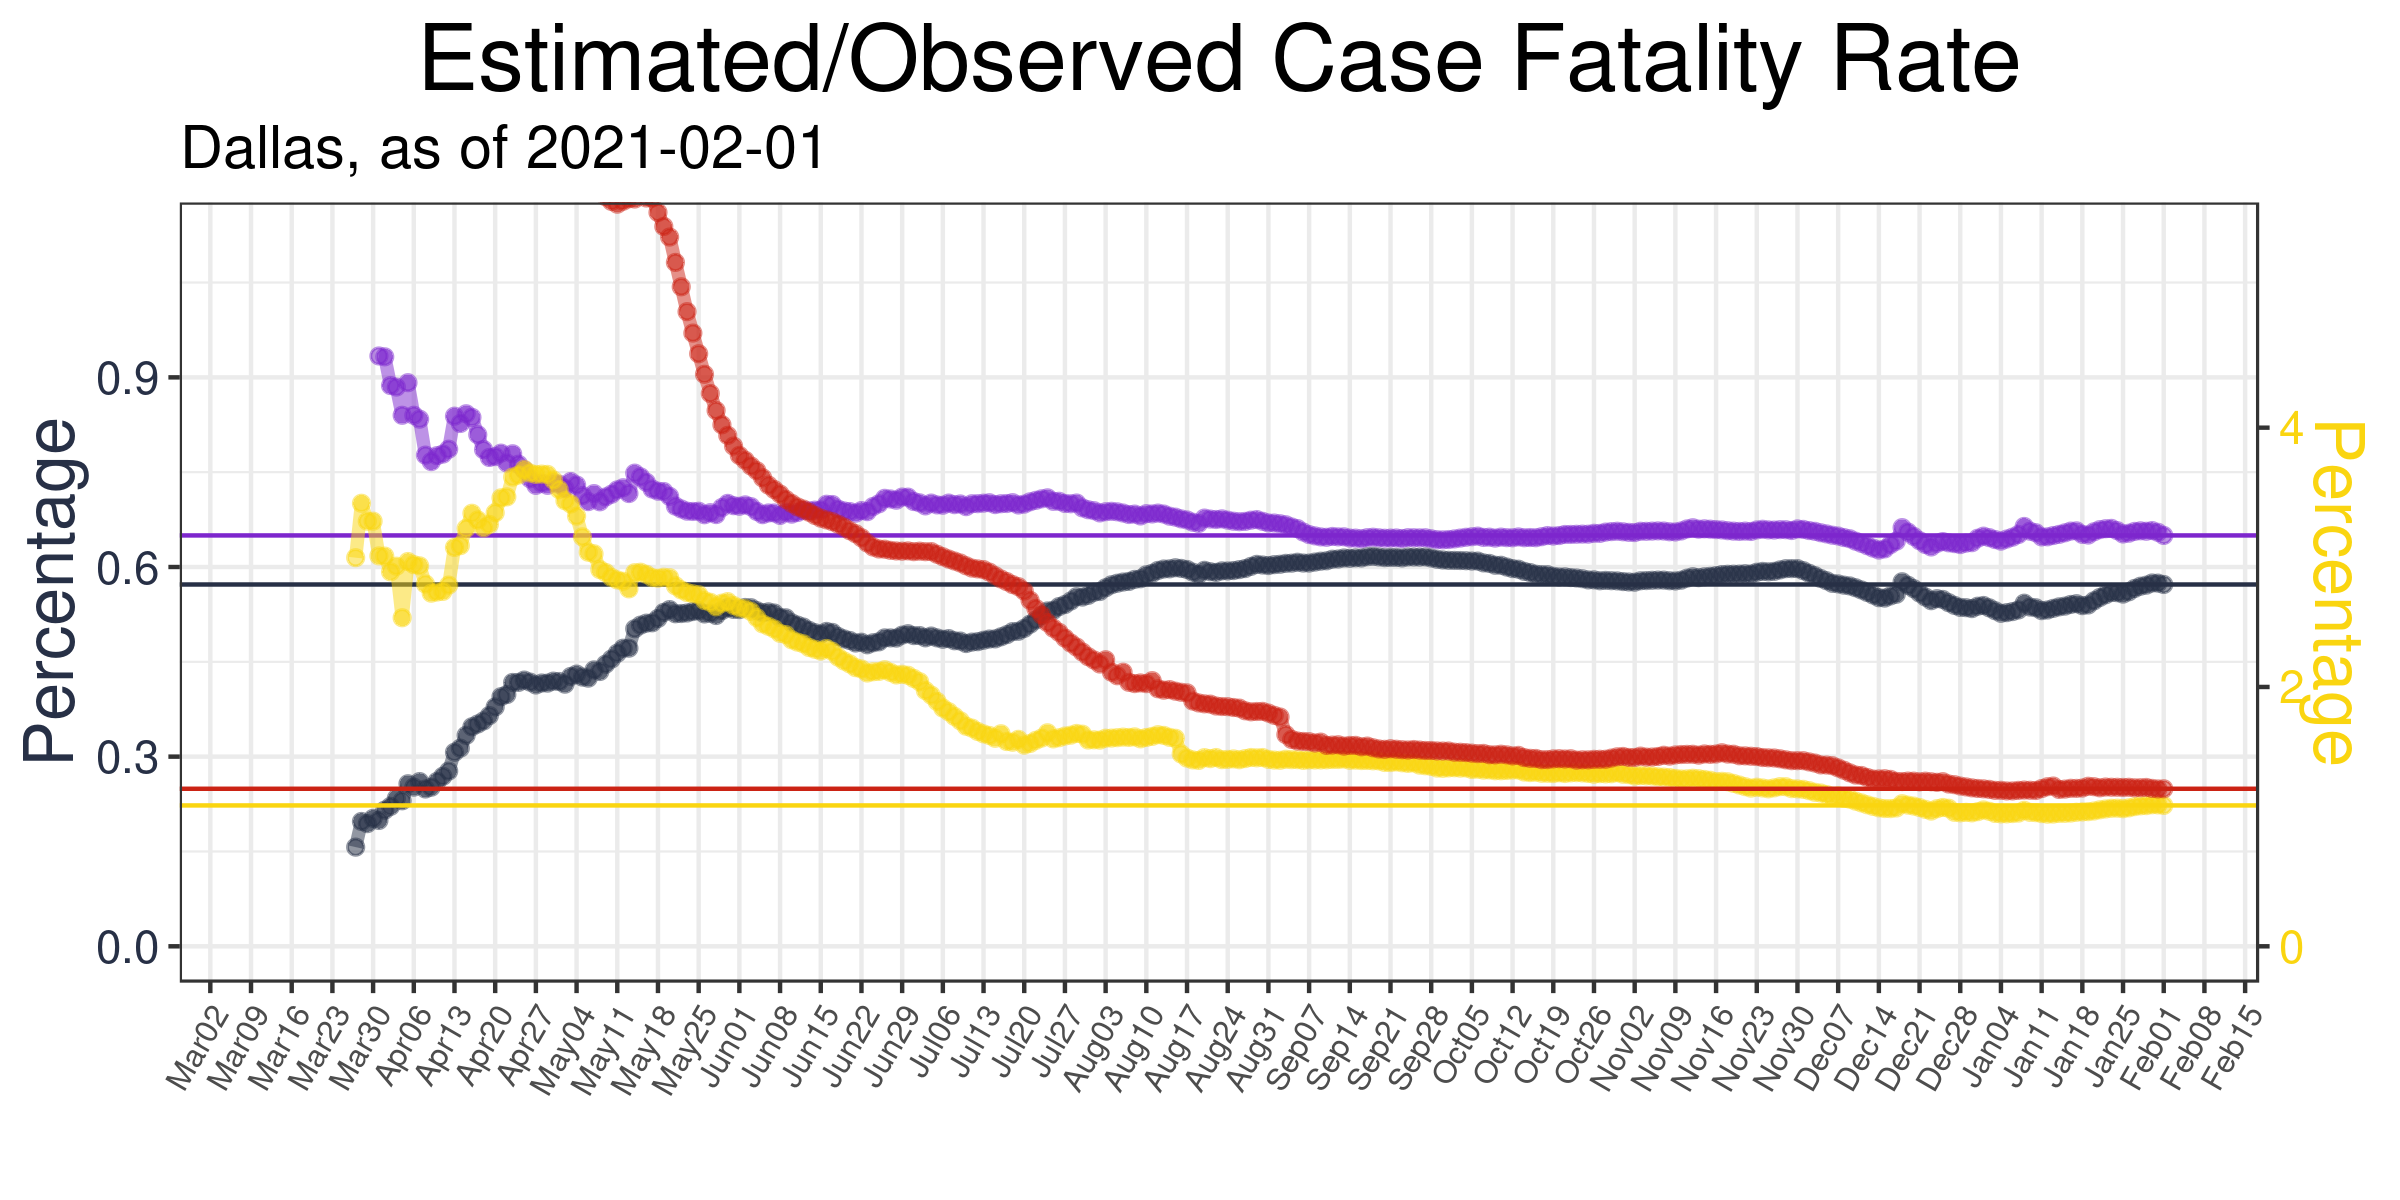 Estimated/Observed Case Fatality Rate
Dallas, as of 2021-02-01
Percentage
0.9
0.6
0.3
0.0
4
2
0
Percentage
Mar02
Mar09
Mar16
Mar23
Mar30
Apr06
Apr13
Apr20
Apr27
May04
May11
May18
May25
Jun01
Jun08
Jun15
Jun22
Jun29
Jul06
Jul13
Jul20
Jul27
Aug03
Aug10
Aug17
Aug24
Aug31
Sep07
Sep14
Sep21
Sep28
Oct05
Oct12
Oct19
Oct26
Nov02
Nov09
Nov16
Nov23
Nov30
Dec07
Dec14
Dec21
Dec28
Jan04
Jan11
Jan18
Jan25
Feb01
Feb08
Feb15